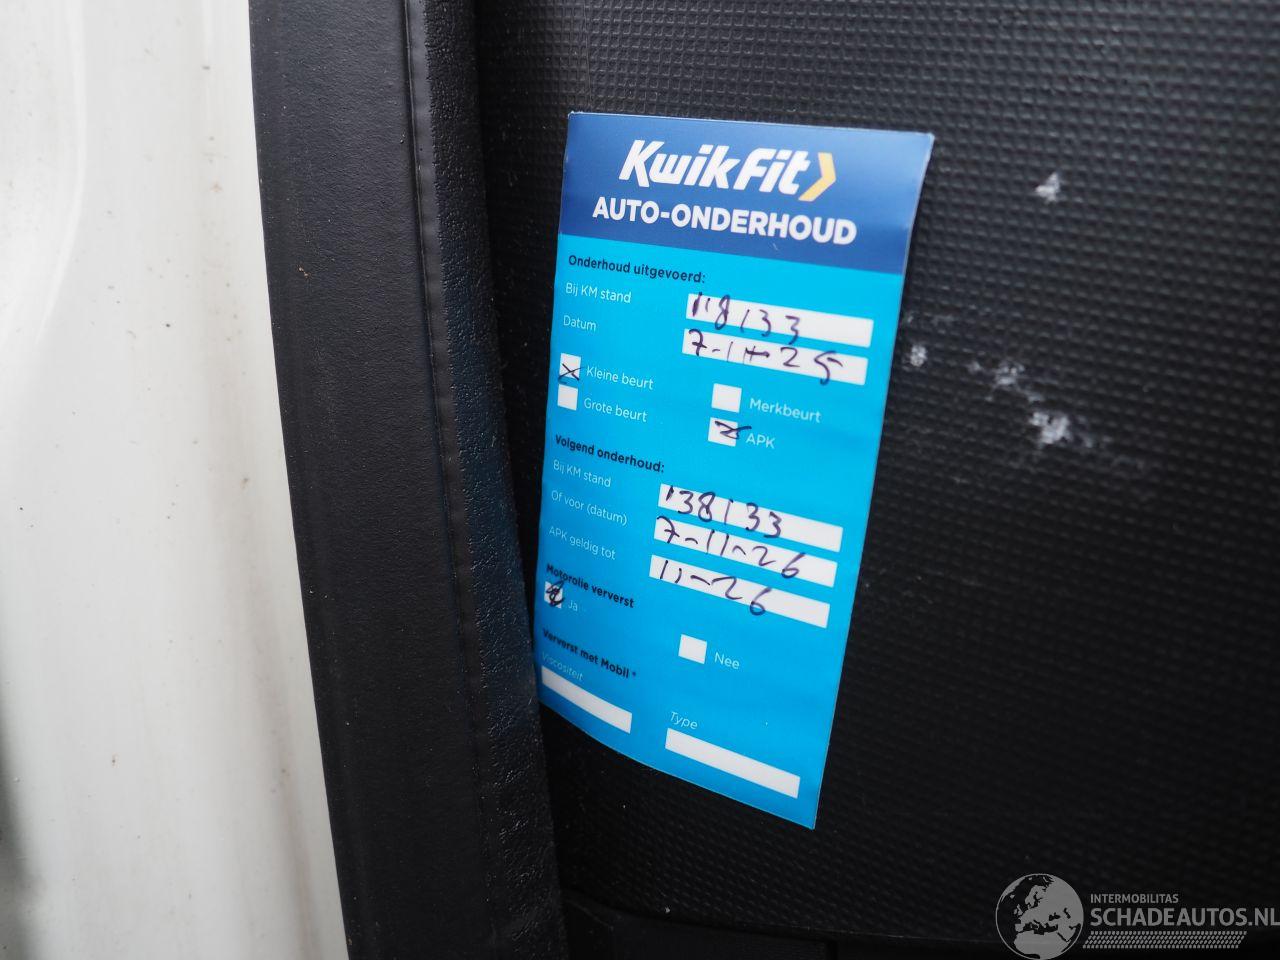 KwikFit
AUTO-ONDERHOUD
Onderhoud uitgevoerd:
Bij KM stand 118133
Datum 7-11-25
Kleine beurt Merkbeurt
Grote beurt APK
Volgend onderhoud:
Bij KM stand 138133
Of voor (datum) 7-11-26
APK geldig tot 11-26
Motorolie ververst
Ja Nee
Ververst met Mobil *
Viscositeit Type
INTERMOBILITAS
SCHADEAUTOS.NL